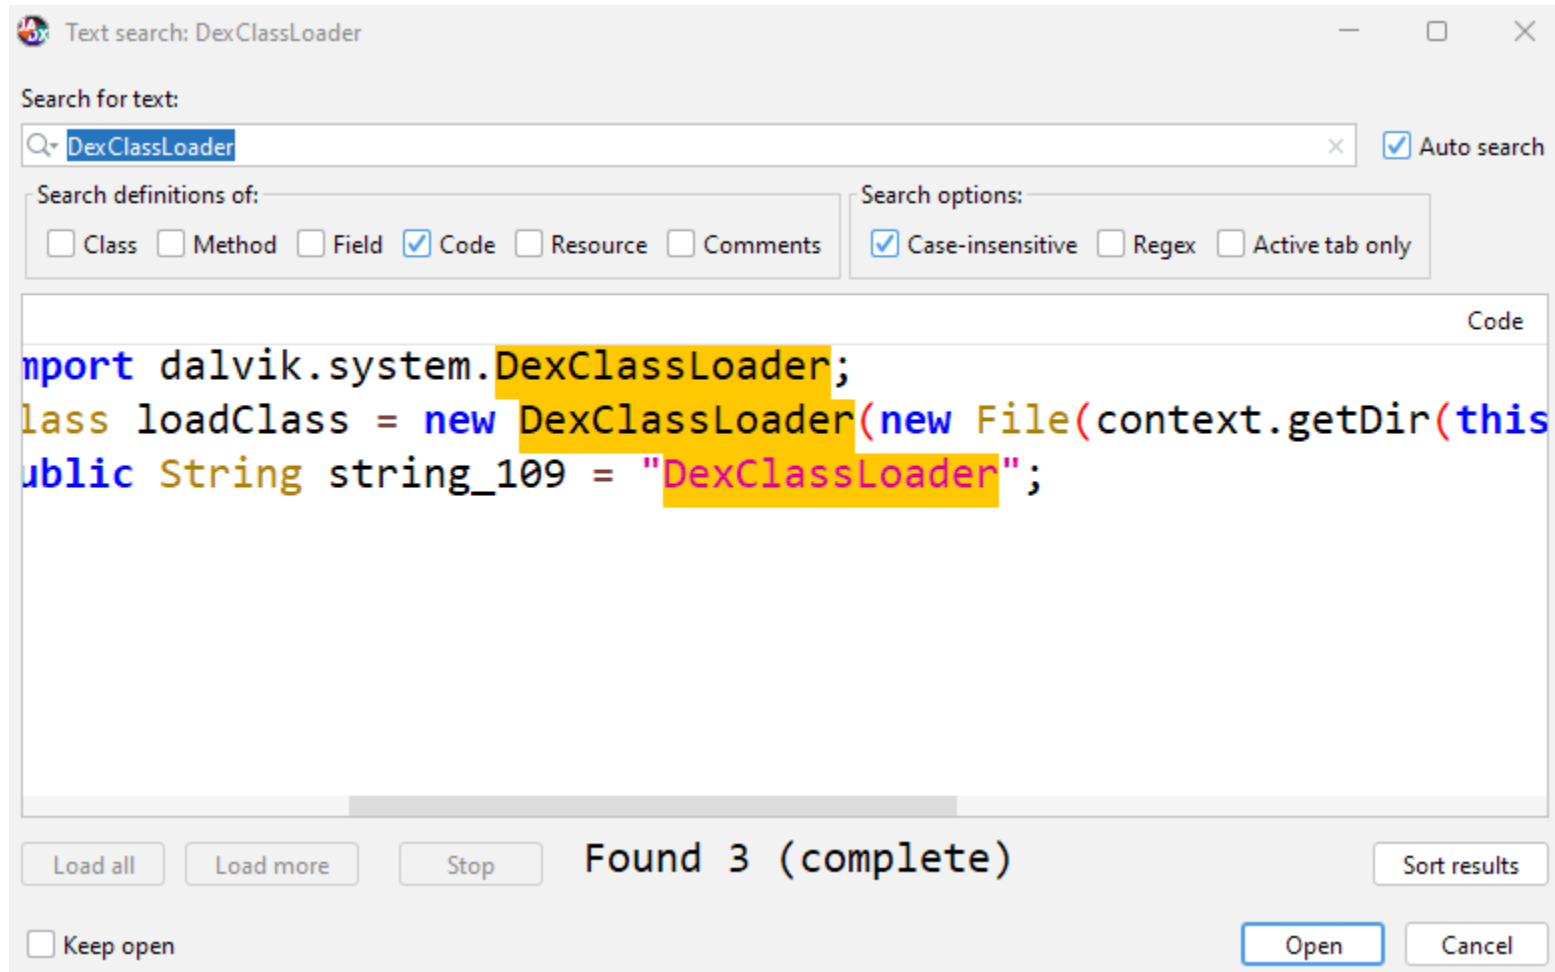 Text search: DexClassLoader
Search for text:
DexClassLoader
Auto search
Search definitions of:
Search options:
Class Method Field Code Resource Comments
Case-insensitive Regex Active tab only
Code
mport dalvik.system.DexClassLoader;
lass loadClass = new DexClassLoader(new File(context.getDir(this
ublic String string_109 = "DexClassLoader";
Load all Load more Stop Found 3 (complete) Sort results
Keep open Open Cancel